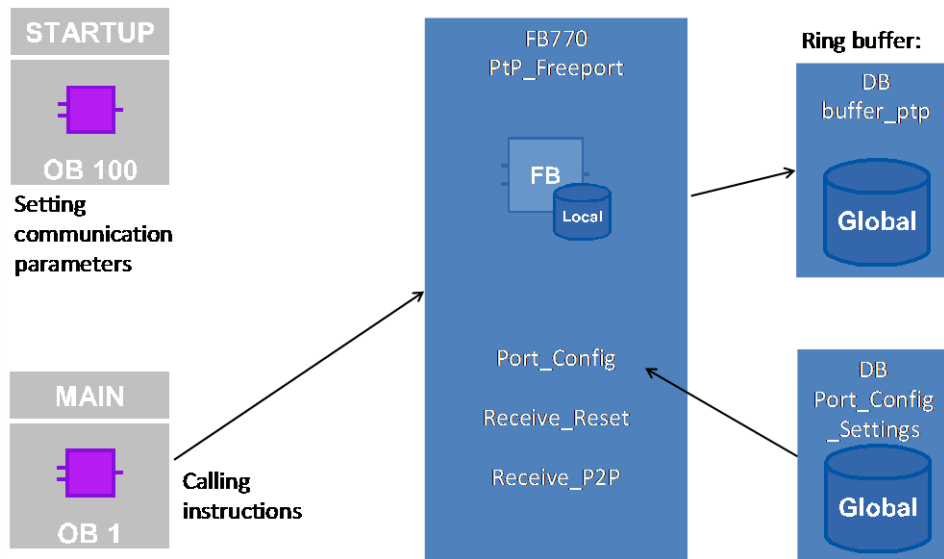 STARTUP
OB 100
Setting
communication
parameters
MAIN
OB 1
Calling
instructions
FB770
PtP_Freeport
FB
Local
Port_Config
Receive_Reset
Receive_P2P
Ring buffer:
DB
buffer_ptp
Global
DB
Port_Config
_Settings
Global